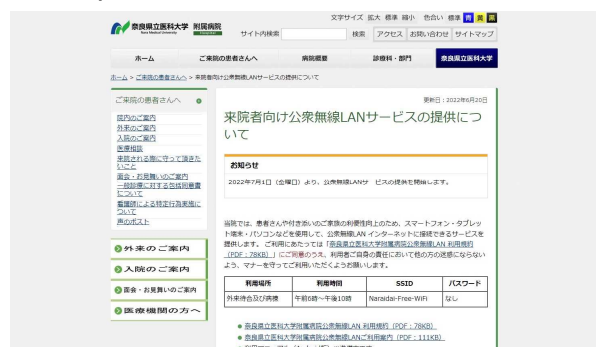 奈良県立医科大学 附属病院
Nara Medical University
文字サイズ 拡大 標準 縮小 色合い 標準 青 黄 黒
サイト内検索 検索 アクセス お問い合わせ サイトマップ
ホーム ご来院の患者さんへ 病院概要 診療科・部門 奈良県立医科大学
ホーム > ご来院の患者さんへ > 来院者向け公衆無線LANサービスの提供について
ご来院の患者さんへ
院内のご案内
外来のご案内
入院のご案内
医療相談
来院される際に守って頂きた
いこと
面会・お見舞いのご案内
一般診療に対する包括同意書
について
看護師による特定行為実施に
ついて
声のポスト
外来のご案内
入院のご案内
面会・お見舞いのご案内
医療機関の方へ
更新日：2022年6月20日
来院者向け公衆無線LANサービスの提供につ
いて
お知らせ
2022年7月1日（金曜日）より、公衆無線LANサ ービスの提供を開始します。
当院では、患者さんや付き添いのご家族の利便性向上のため、スマートフォン・タブレッ
ト端末・パソコンなどを使用して、公衆無線LAN インターネットに接続できるサービスを
提供します。 ご利用にあたっては「奈良県立医科大学附属病院公衆無線LAN 利用規約
（PDF：78KB）」にご同意のうえ、利用者ご自身の責任において他の方の迷惑にならない
よう、マナーを守ってご利用いただくようお願いします。
利用場所 利用時間 SSID パスワード
外来待合及び病棟 午前6時～午後10時 Naraidai-Free-WiFi なし
奈良県立医科大学附属病院公衆無線LAN 利用規約（PDF：78KB）
奈良県立医科大学附属病院公衆無線LANご利用案内（PDF：111KB）